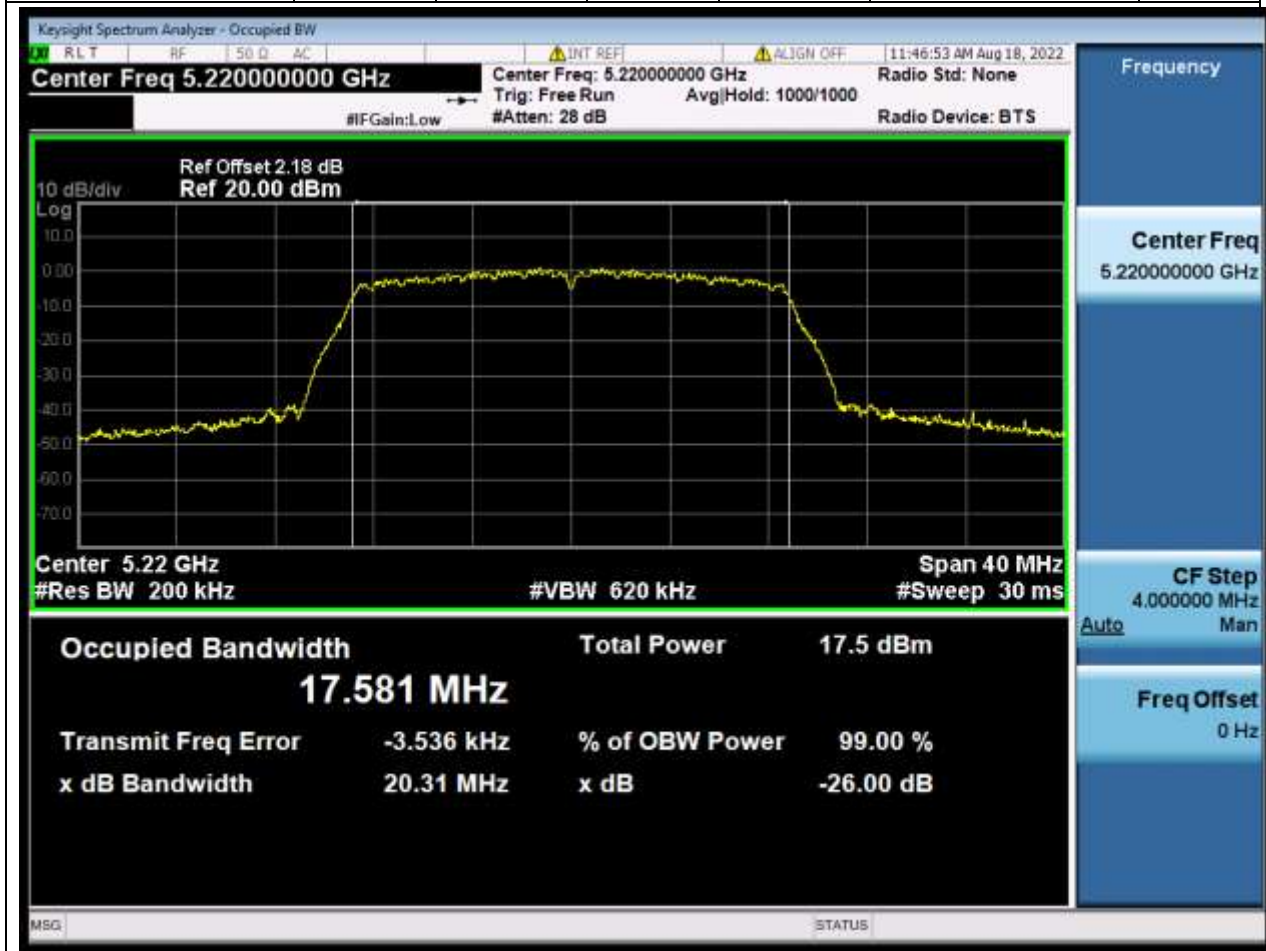 Keysight Spectrum Analyzer - Occupied BW
RLT RF 50 Ω AC INT REF ALIGN OFF 11:46:53 AM Aug 18, 2022
Center Freq 5.220000000 GHz
Center Freq: 5.220000000 GHz Radio Std: None
Trig: Free Run Avg|Hold: 1000/1000
#IFGain:Low #Atten: 28 dB Radio Device: BTS
Ref Offset 2.18 dB
10 dB/div Ref 20.00 dBm
Log
10.0
0.00
-10.0
-20.0
-30.0
-40.0
-50.0
-60.0
-70.0
Center 5.22 GHz Span 40 MHz
#Res BW 200 kHz #VBW 620 kHz #Sweep 30 ms
Occupied Bandwidth Total Power 17.5 dBm
17.581 MHz
Transmit Freq Error -3.536 kHz % of OBW Power 99.00 %
x dB Bandwidth 20.31 MHz x dB -26.00 dB
MSG STATUS
Frequency
Center Freq
5.220000000 GHz
CF Step
4.000000 MHz
Auto Man
Freq Offset
0 Hz